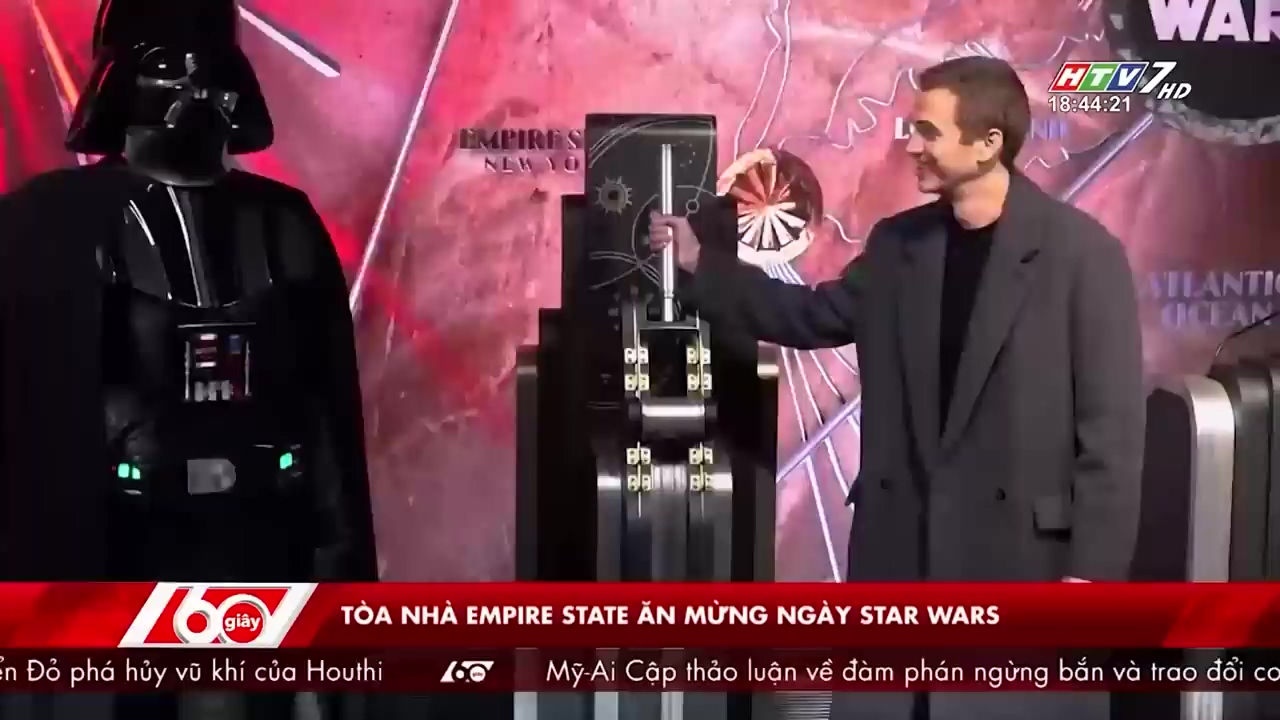 WAR
HTV7 HD
18:44:21
EMPIRE S
NEW YO
ATLANTIC
OCEAN
60 giây
TÒA NHÀ EMPIRE STATE ĂN MỪNG NGÀY STAR WARS
ển Đỏ phá hủy vũ khí của Houthi 60 giây Mỹ-Ai Cập thảo luận về đàm phán ngừng bắn và trao đổi co